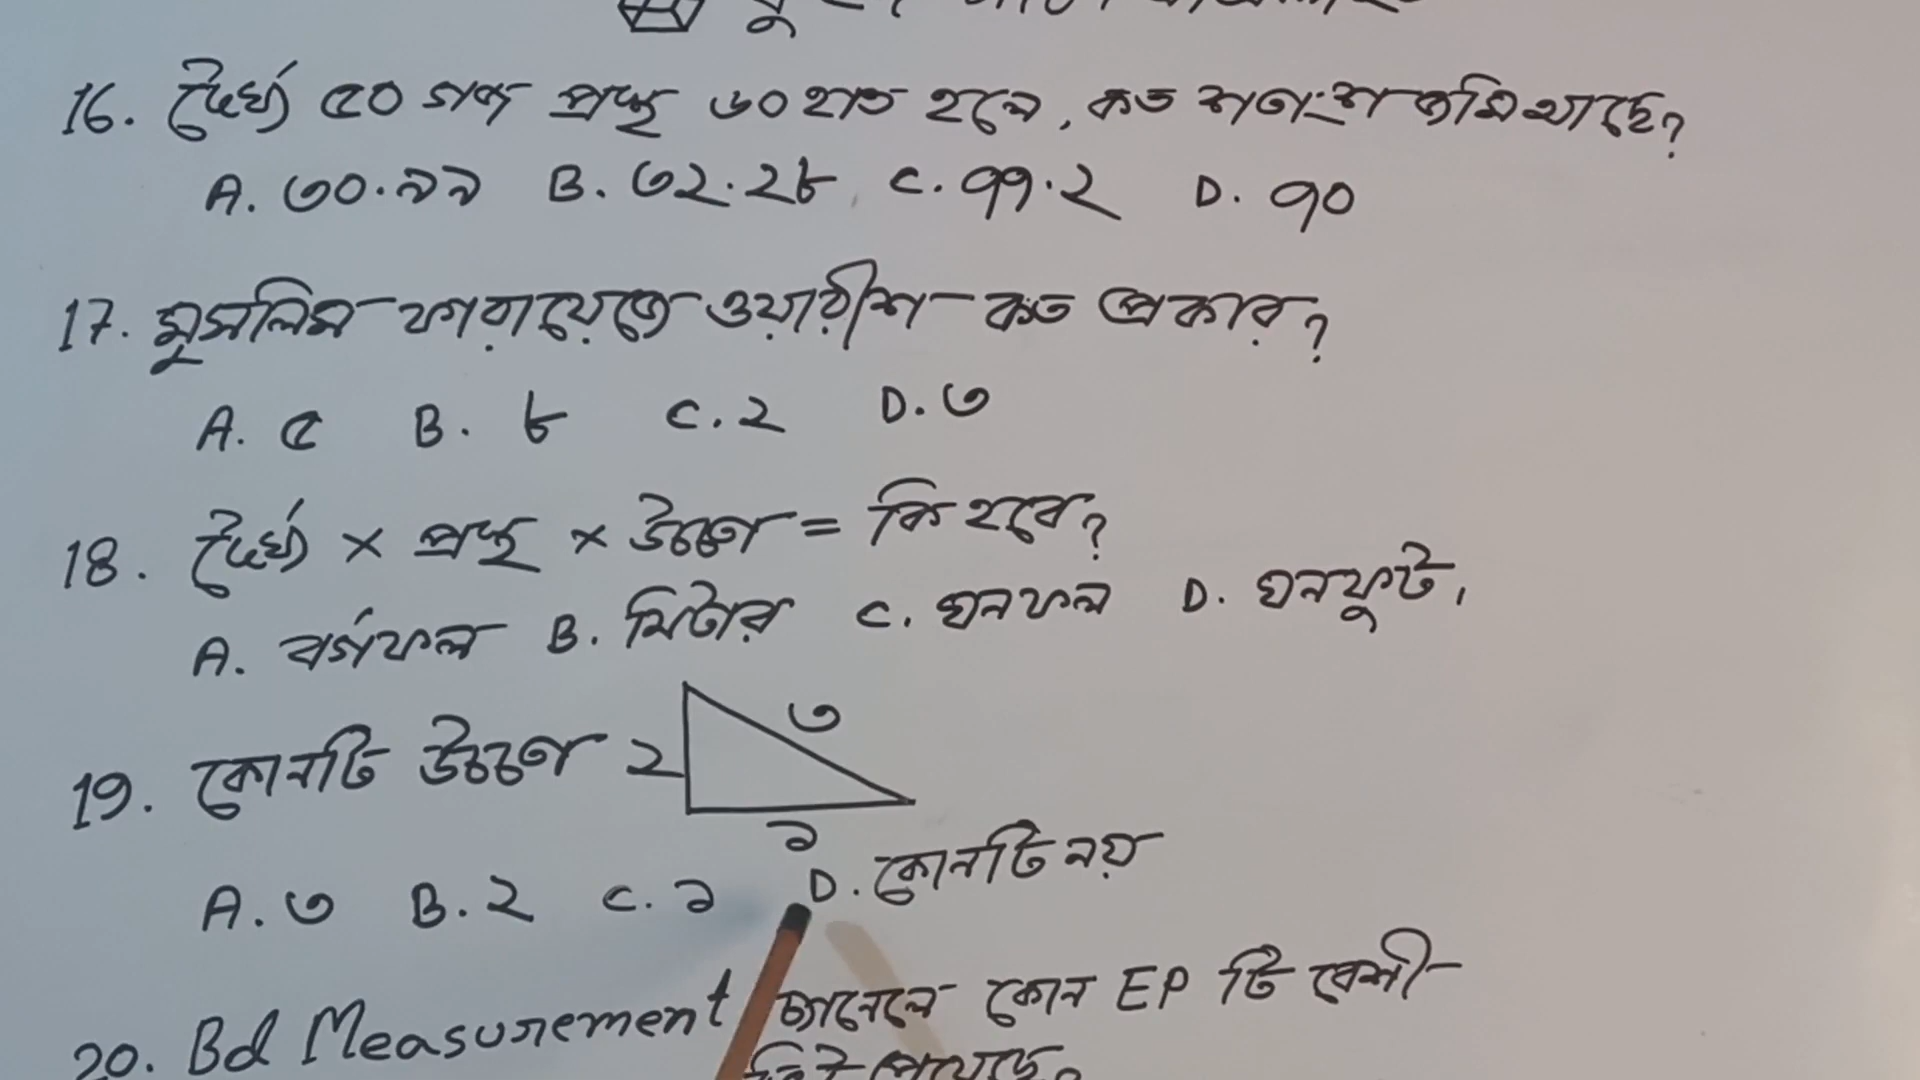 16. দৈর্ঘ্য ৫০ গজ প্রস্থ ৬০ হাত হলে, কত শতাংশ জমি আছে?
A. ৩০.৯৯ B. ৩২.২৮ C. ৭৭.২ D. ৭০
17. মুসলিম ফারায়েজে ওয়ারীশ কত প্রকার?
A. ৫ B. ৮ C. ২ D. ৩
18. দৈর্ঘ্য × প্রস্থ × উচ্চতা = কি হবে?
A. বর্গফল B. মিটার C. ঘনফল D. ঘনফুট,
19. কোনটি উচ্চতা ২ ৩
১
A. ৩ B. ২ C. ১ D. কোনটি নয়
20. Bd Measurement চ্যানেলে কোন EP টি বেশী